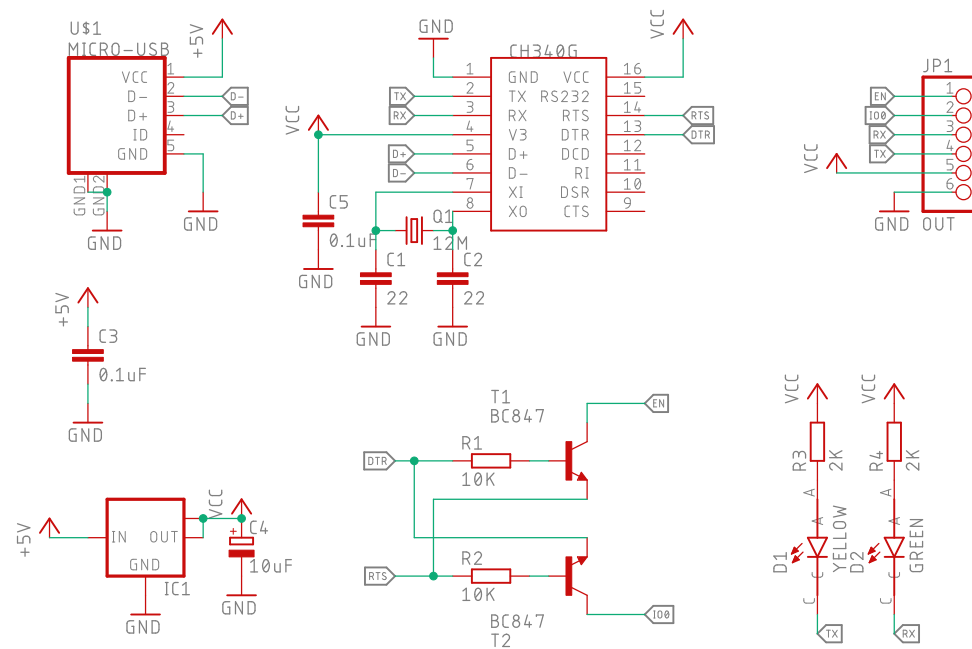 U$1
MICRO-USB
VCC 1
D- 2
D+ 3
ID 4
GND 5
GND1
GND2
+5V
D-
D+
GND
GND
GND
CH340G
1 GND VCC 16
2 TX RS232 15
3 RX RTS 14
4 V3 DTR 13
5 D+ DCD 12
6 D- RI 11
7 XI DSR 10
8 XO CTS 9
TX
RX
D+
D-
VCC
RTS
DTR
VCC
C5
0.1uF
GND
Q1
12M
C1
22
GND
C2
22
GND
JP1
EN 1
IO0 2
RX 3
TX 4
VCC 5
6
GND
OUT
+5V
C3
0.1uF
GND
+5V
IN OUT
GND
IC1
GND
VCC
C4
+
10uF
GND
T1
BC847
EN
DTR
R1
10K
RTS
R2
10K
BC847
T2
IO0
VCC
R3
2K
A
A
D1
YELLOW
C
C
TX
VCC
R4
2K
A
A
D2
GREEN
C
C
RX